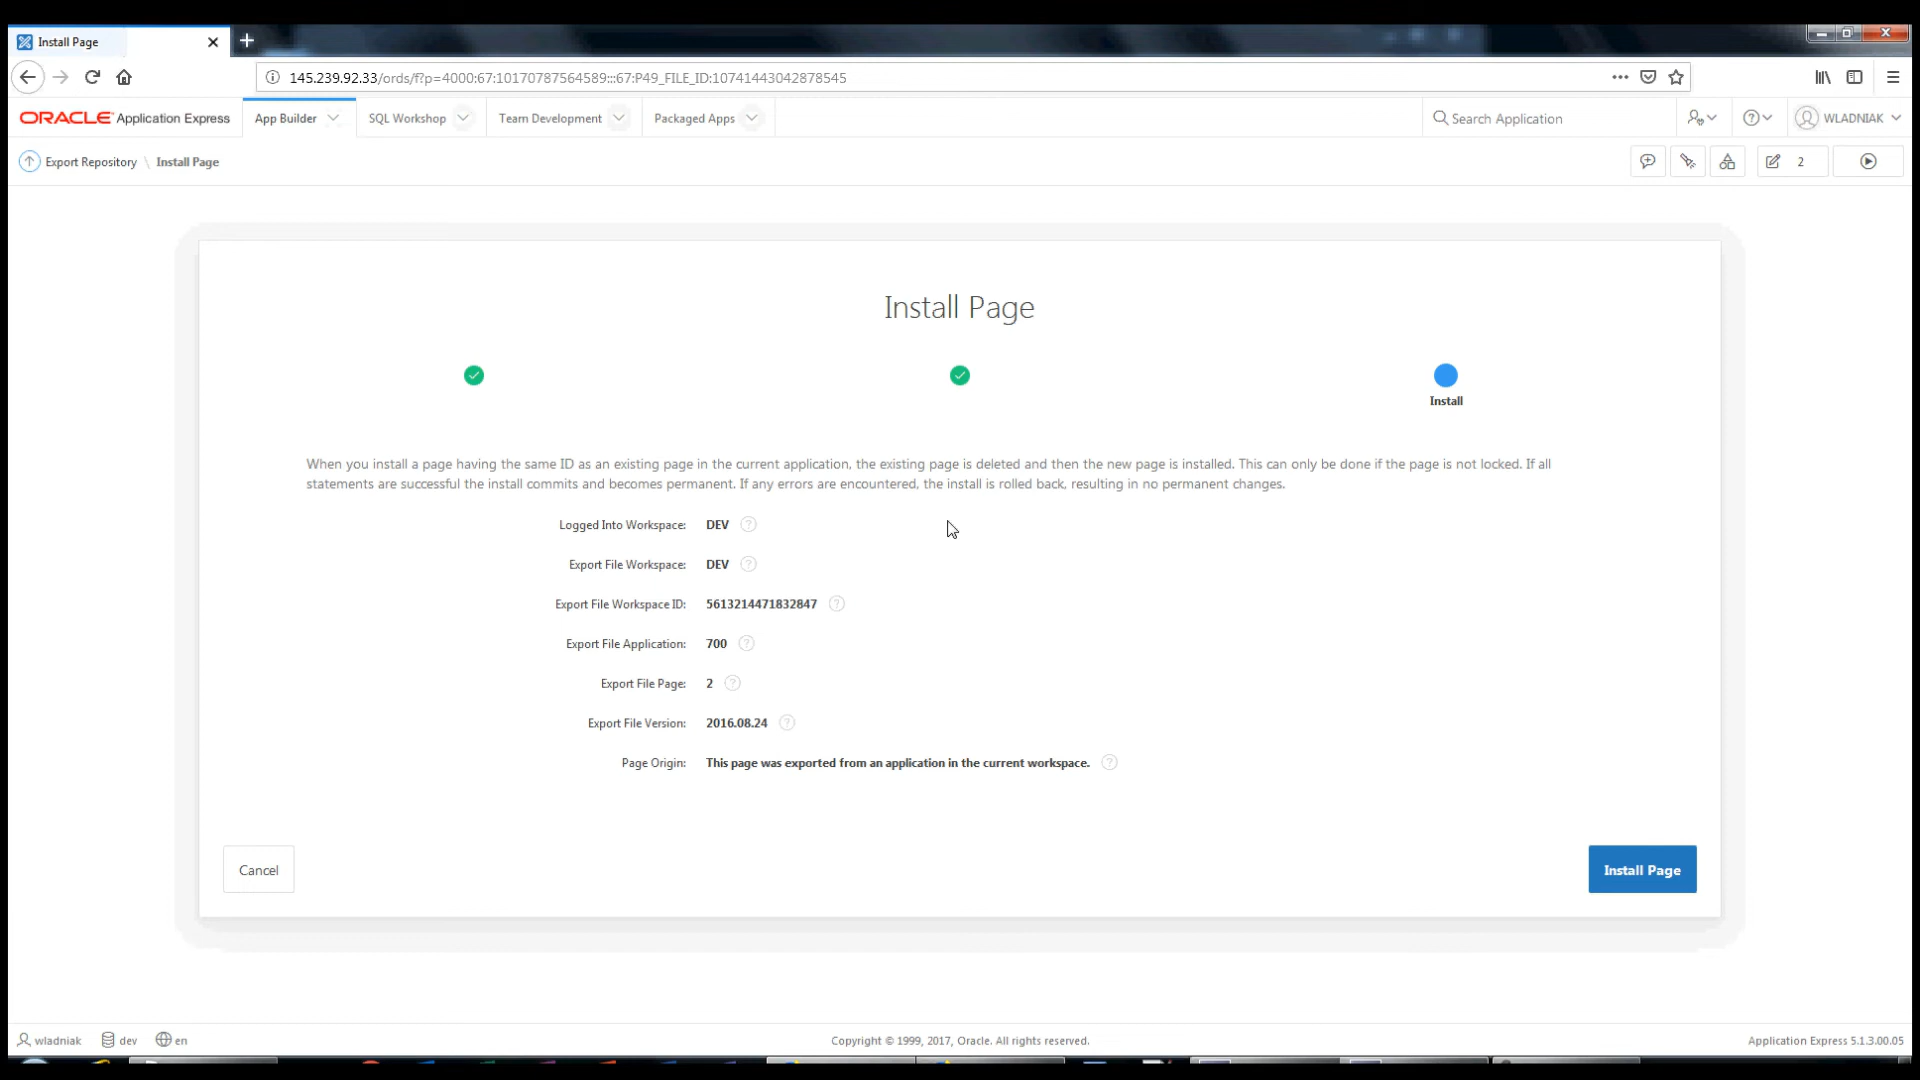 Install Page
145.239.92.33/ords/f?p=4000:67:10170787564589:::67:P49_FILE_ID:10741443042878545
ORACLE Application Express App Builder SQL Workshop Team Development Packaged Apps Search Application WLADNIAK
Export Repository \ Install Page 2
Install Page
Install
When you install a page having the same ID as an existing page in the current application, the existing page is deleted and then the new page is installed. This can only be done if the page is not locked. If all
statements are successful the install commits and becomes permanent. If any errors are encountered, the install is rolled back, resulting in no permanent changes.
Logged Into Workspace: DEV
Export File Workspace: DEV
Export File Workspace ID: 5613214471832847
Export File Application: 700
Export File Page: 2
Export File Version: 2016.08.24
Page Origin: This page was exported from an application in the current workspace.
Cancel Install Page
wladniak dev en Copyright © 1999, 2017, Oracle. All rights reserved. Application Express 5.1.3.00.05